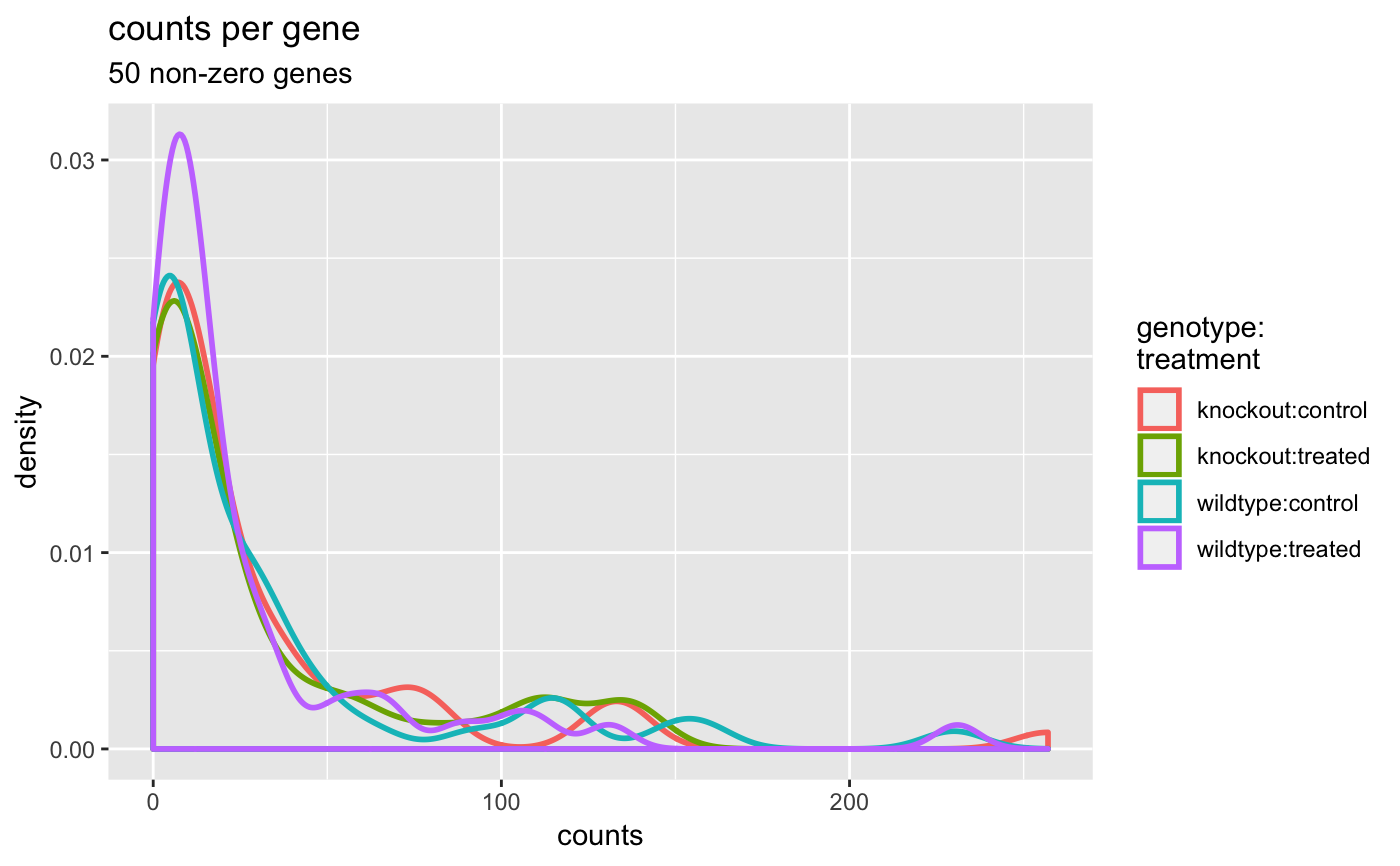 counts per gene
50 non-zero genes
0.03
0.02
0.01
0.00
density
0
100
200
counts
genotype:
treatment
knockout:control
knockout:treated
wildtype:control
wildtype:treated